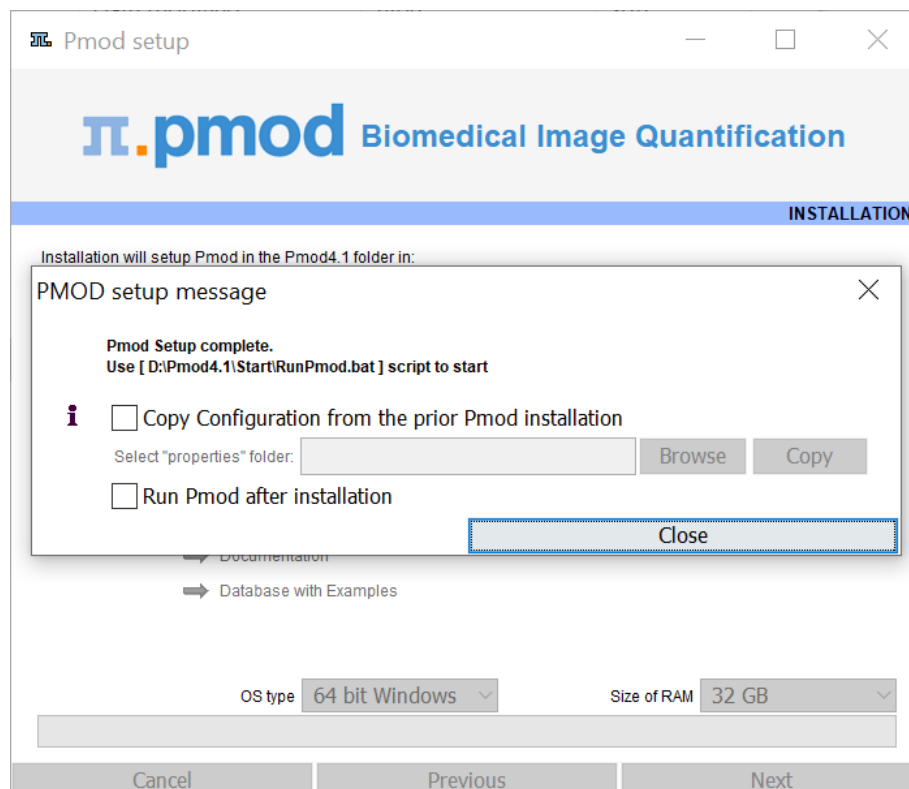 Pmod setup
π.pmod Biomedical Image Quantification
INSTALLATION
Installation will setup Pmod in the Pmod4.1 folder in:
PMOD setup message
Pmod Setup complete.
Use [ D:\Pmod4.1\Start\RunPmod.bat ] script to start
Copy Configuration from the prior Pmod installation
Select "properties" folder:
Browse
Copy
Run Pmod after installation
Close
Documentation
Database with Examples
OS type 64 bit Windows
Size of RAM 32 GB
Cancel
Previous
Next